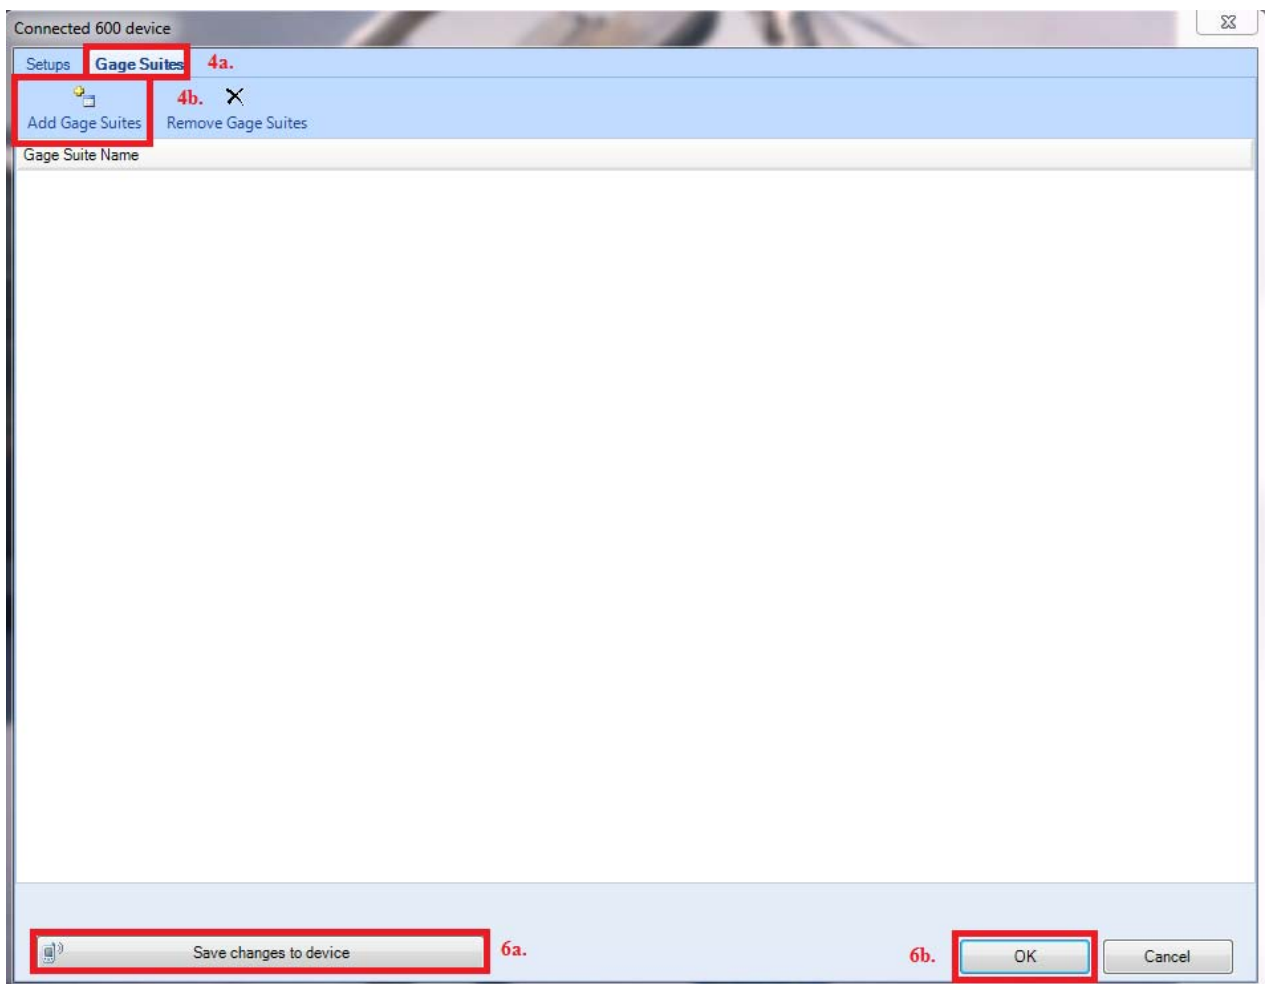 Connected 600 device
Setups Gage Suites 4a.
4b.
Add Gage Suites Remove Gage Suites
Gage Suite Name
Save changes to device 6a. 6b. OK Cancel